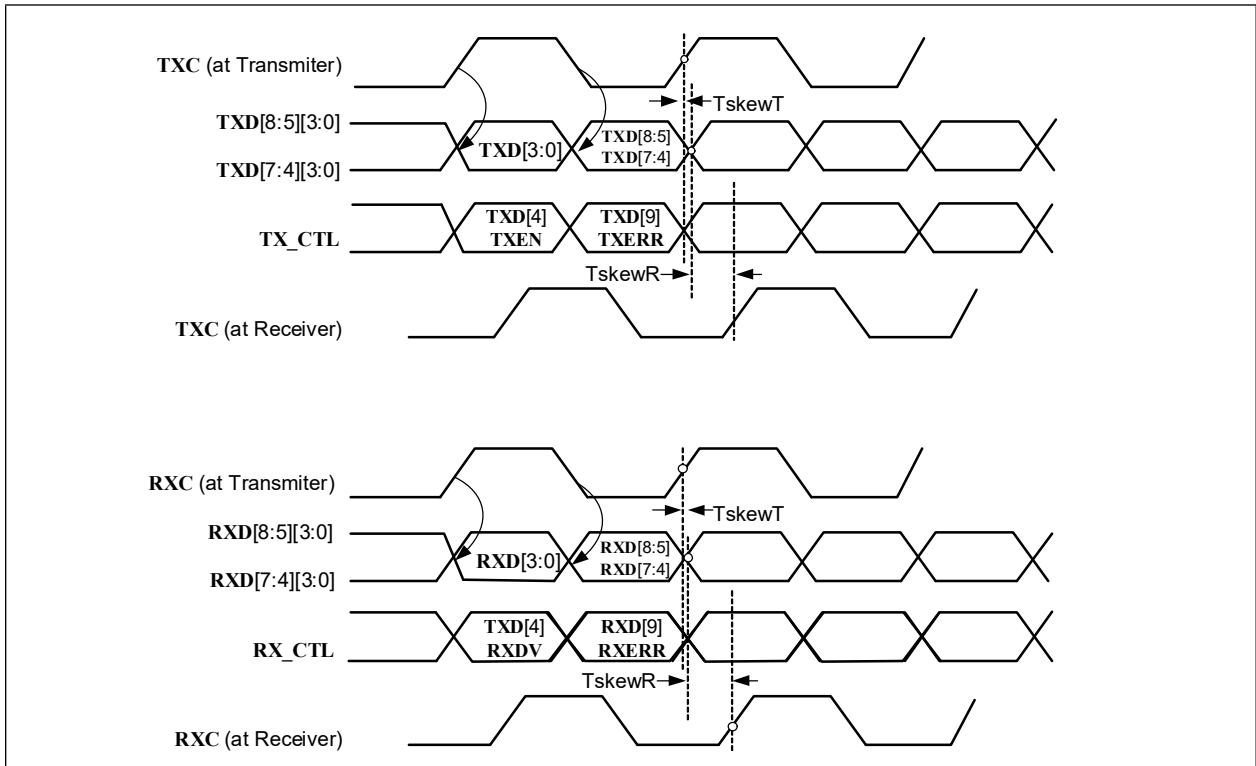 TXC (at Transmiter)
TskewT
TXD[8:5][3:0]
TXD[3:0]
TXD[8:5]
TXD[7:4]
TXD[7:4][3:0]
TXD[4]
TXEN
TXD[9]
TXERR
TX_CTL
TskewR
TXC (at Receiver)
RXC (at Transmiter)
TskewT
RXD[8:5][3:0]
RXD[3:0]
RXD[8:5]
RXD[7:4]
RXD[7:4][3:0]
TXD[4]
RXDV
RXD[9]
RXERR
RX_CTL
TskewR
RXC (at Receiver)